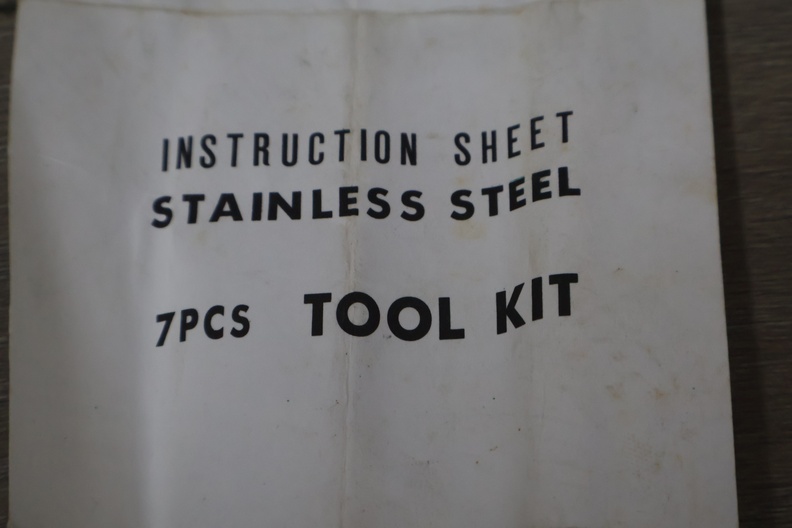 INSTRUCTION SHEET
STAINLESS STEEL
7PCS TOOL KIT